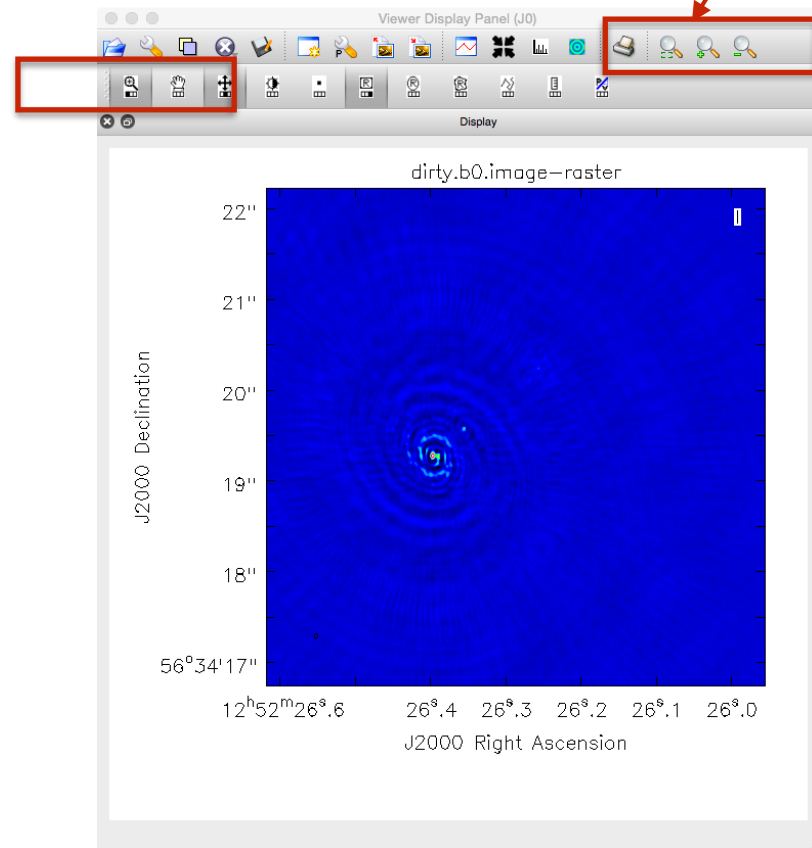 Viewer Display Panel (J0)
Display
dirty.b0.image-raster
22"
21"
20"
19"
18"
56°34'17"
J2000 Declination
12ʰ52ᵐ26ˢ.6 26ˢ.4 26ˢ.3 26ˢ.2 26ˢ.1 26ˢ.0
J2000 Right Ascension